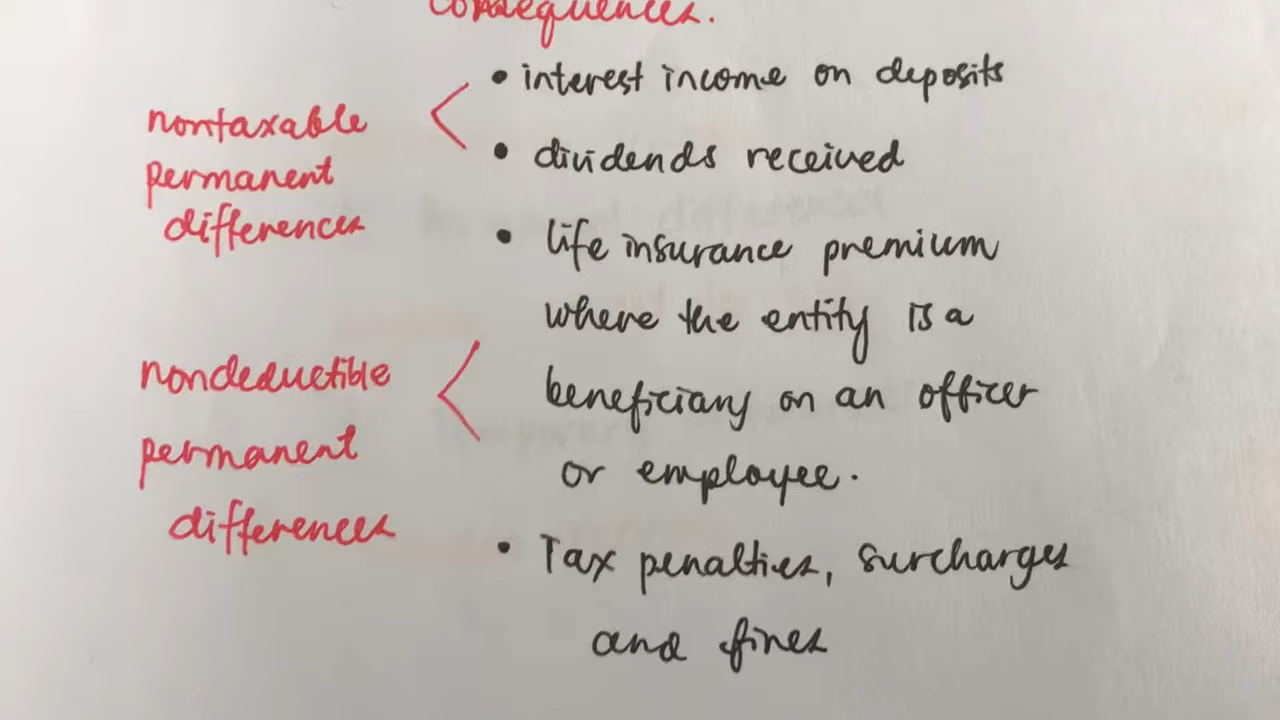 consequences.
• interest income on deposits
nontaxable
permanent
differences
• dividends received
• life insurance premium
where the entity is a
beneficiary on an officer
or employee.
nondeductible
permanent
differences
• Tax penalties, surcharges
and fines